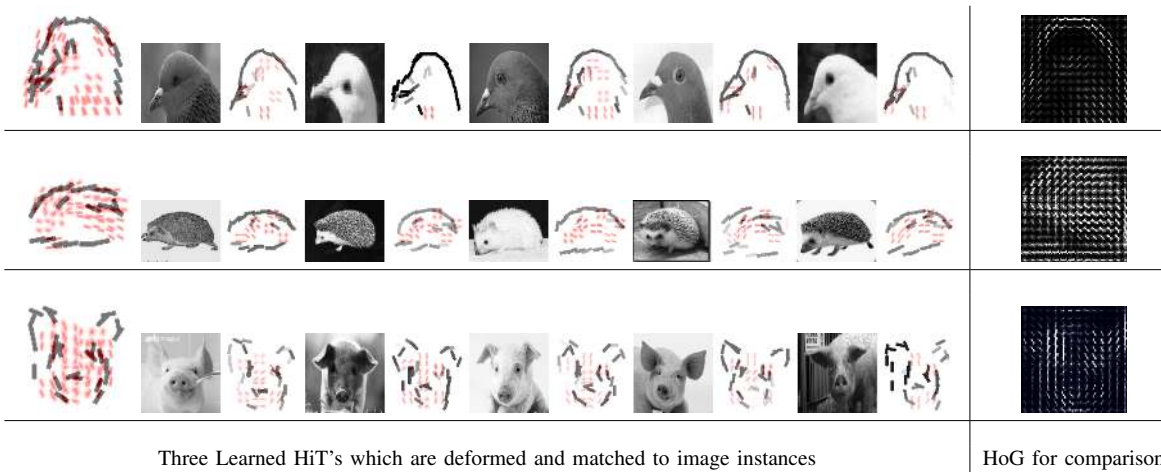 Three Learned HiT's which are deformed and matched to image instances
HoG for comparison